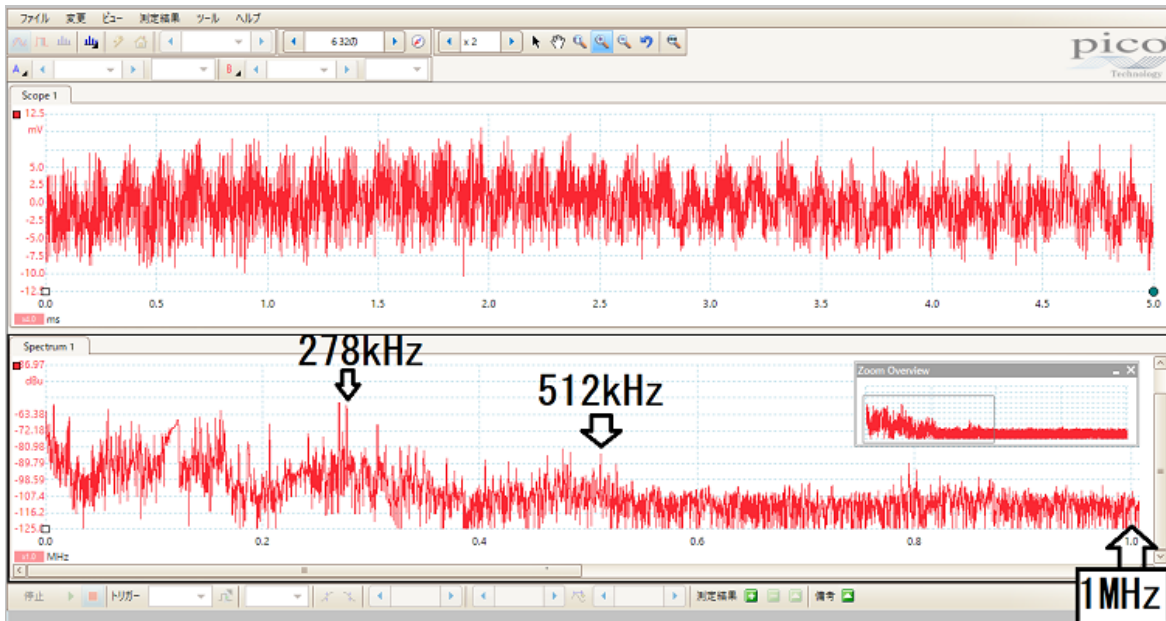 ファイル 変更 ビュー 測定結果 ツール ヘルプ
x 2
pico
Technology
A
B
Scope 1
12.5
mV
5.0
2.5
0.0
-2.5
-5.0
-7.5
-10.0
0.0 0.5 1.0 1.5 2.0 2.5 3.0 3.5 4.0 4.5 5.0
ms
Spectrum 1
278kHz
512kHz
Zoom Overview
dBu
-63.38
-72.18
-80.98
-89.79
-98.59
-107.4
-116.2
0.0 0.2 0.4 0.6 0.8 1.0
x1.0 MHz
1MHz
停止 トリガー 測定結果 備考